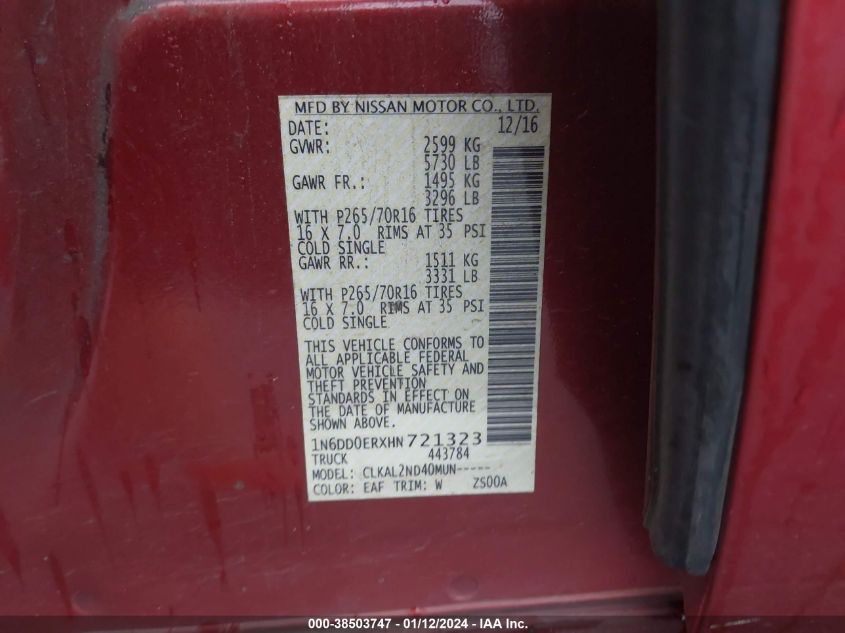 MFD BY NISSAN MOTOR CO., LTD.
DATE: 12/16
GVWR: 2599 KG
5730 LB
GAWR FR.: 1495 KG
3296 LB
WITH P265/70R16 TIRES
16 X 7.0 RIMS AT 35 PSI
COLD SINGLE
GAWR RR.: 1511 KG
3331 LB
WITH P265/70R16 TIRES
16 X 7.0 RIMS AT 35 PSI
COLD SINGLE
THIS VEHICLE CONFORMS TO
ALL APPLICABLE FEDERAL
MOTOR VEHICLE SAFETY AND
THEFT PREVENTION
STANDARDS IN EFFECT ON
THE DATE OF MANUFACTURE
SHOWN ABOVE.
1N6DD0ERXHN721323
TRUCK 443784
MODEL: CLKAL2ND40MUN-----
COLOR: EAF TRIM: W ZS00A
000-38503747 - 01/12/2024 - IAA Inc.